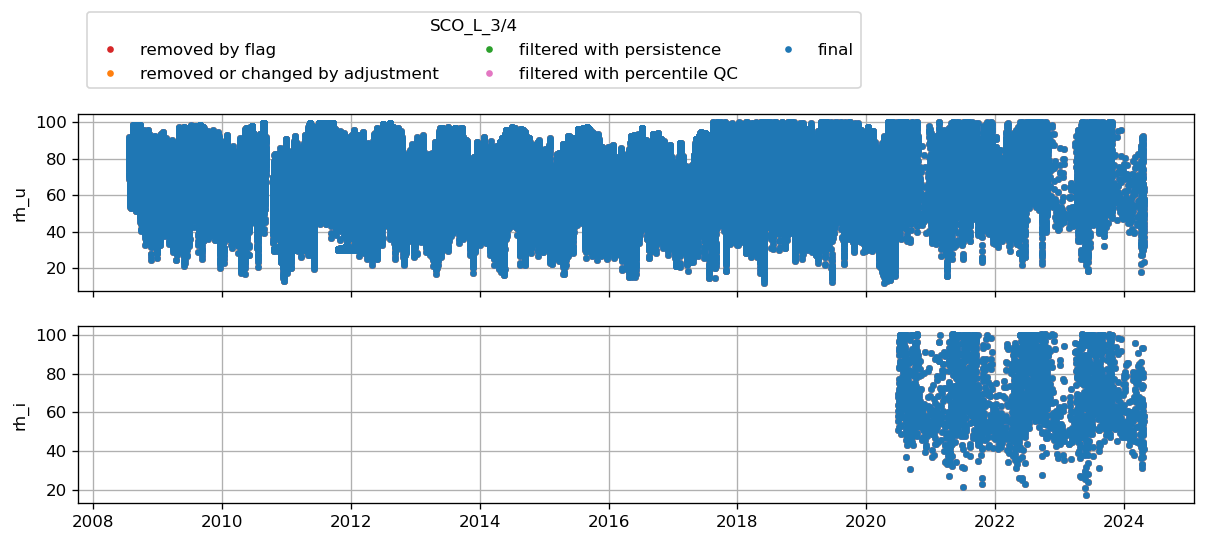 SCO_L_3/4
removed by flag
filtered with persistence
final
removed or changed by adjustment
filtered with percentile QC
100
80
60
40
20
rh_u
100
80
60
40
20
rh_i
2008 2010 2012 2014 2016 2018 2020 2022 2024